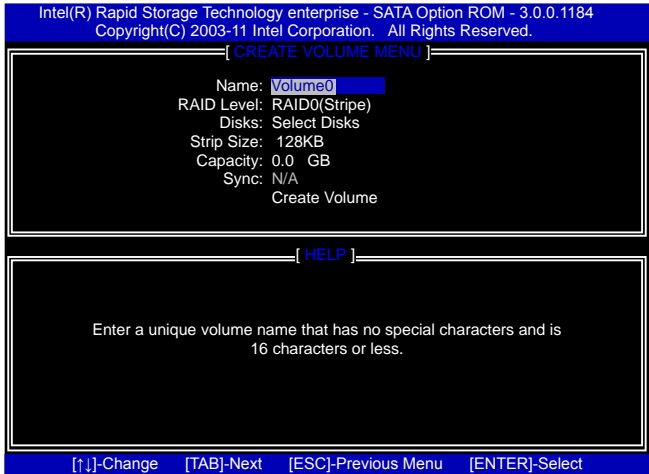 Intel(R) Rapid Storage Technology enterprise - SATA Option ROM - 3.0.0.1184
Copyright(C) 2003-11 Intel Corporation. All Rights Reserved.
[ CREATE VOLUME MENU ]
Name: Volume0
RAID Level: RAID0(Stripe)
Disks: Select Disks
Strip Size: 128KB
Capacity: 0.0 GB
Sync: N/A
Create Volume
[ HELP ]
Enter a unique volume name that has no special characters and is
16 characters or less.
[↑↓]-Change [TAB]-Next [ESC]-Previous Menu [ENTER]-Select